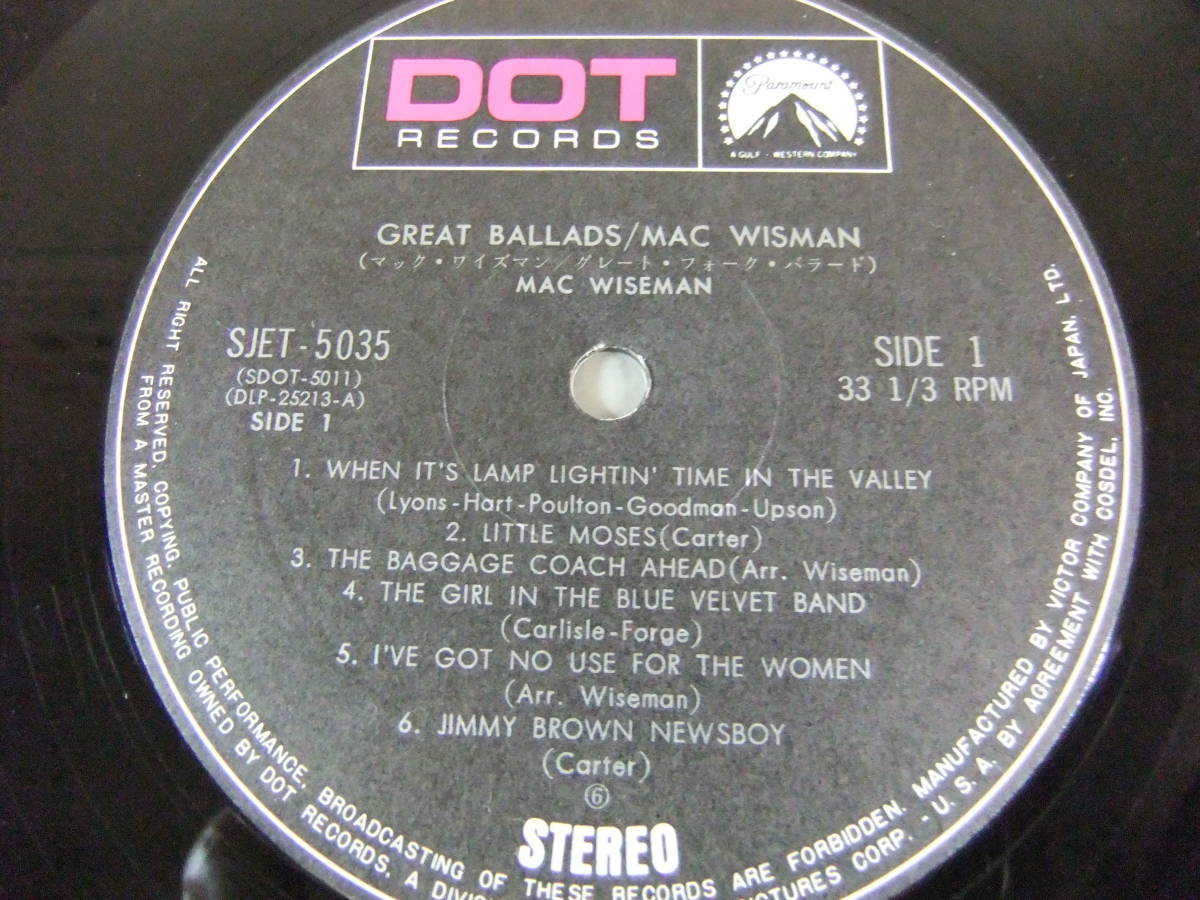 DOT
RECORDS
Paramount
A GULF + WESTERN COMPANY
GREAT BALLADS/MAC WISMAN
(マック・ワイズマン/グレート・フォーク・バラード)
MAC WISEMAN
SJET-5035
(SDOT-5011)
(DLP-25213-A)
SIDE 1
SIDE 1
33 1/3 RPM
1. WHEN IT'S LAMP LIGHTIN' TIME IN THE VALLEY
(Lyons-Hart-Poulton-Goodman-Upson)
2. LITTLE MOSES(Carter)
3. THE BAGGAGE COACH AHEAD(Arr. Wiseman)
4. THE GIRL IN THE BLUE VELVET BAND
(Carlisle-Forge)
5. I'VE GOT NO USE FOR THE WOMEN
(Arr. Wiseman)
6. JIMMY BROWN NEWSBOY
(Carter)
⑥
STEREO
ALL RIGHT RESERVED, COPYING, PUBLIC PERFORMANCE, BROADCASTING OF THESE RECORDS ARE FORBIDDEN. MANUFACTURED BY VICTOR COMPANY OF JAPAN, LTD.
FROM A MASTER RECORDING OWNED BY DOT RECORDS, A PICTURES CORP. - U. S. A. BY AGREEMENT WITH COSDEL, INC.